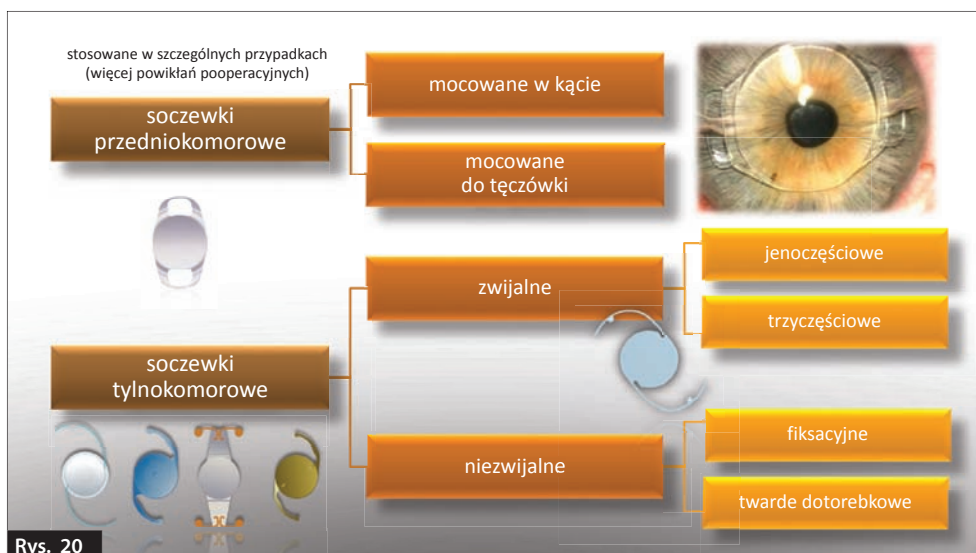 stosowane w szczególnych przypadkach
(więcej powikłań pooperacyjnych)
soczewki
przedniokomorowe
mocowane w kącie
mocowane
do tęczówki
soczewki
tylnokomorowe
zwijalne
jenoczęściowe
trzyczęściowe
niezwijalne
fiksacyjne
twarde dotorebkowe
Rys. 20